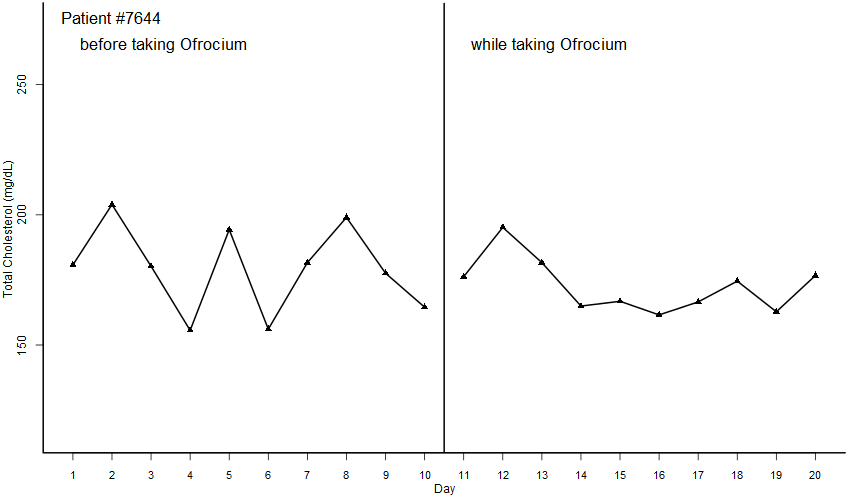 Patient #7644
before taking Ofrocium
while taking Ofrocium
Total Cholesterol (mg/dL)
250
200
150
1 2 3 4 5 6 7 8 9 10 11 12 13 14 15 16 17 18 19 20
Day